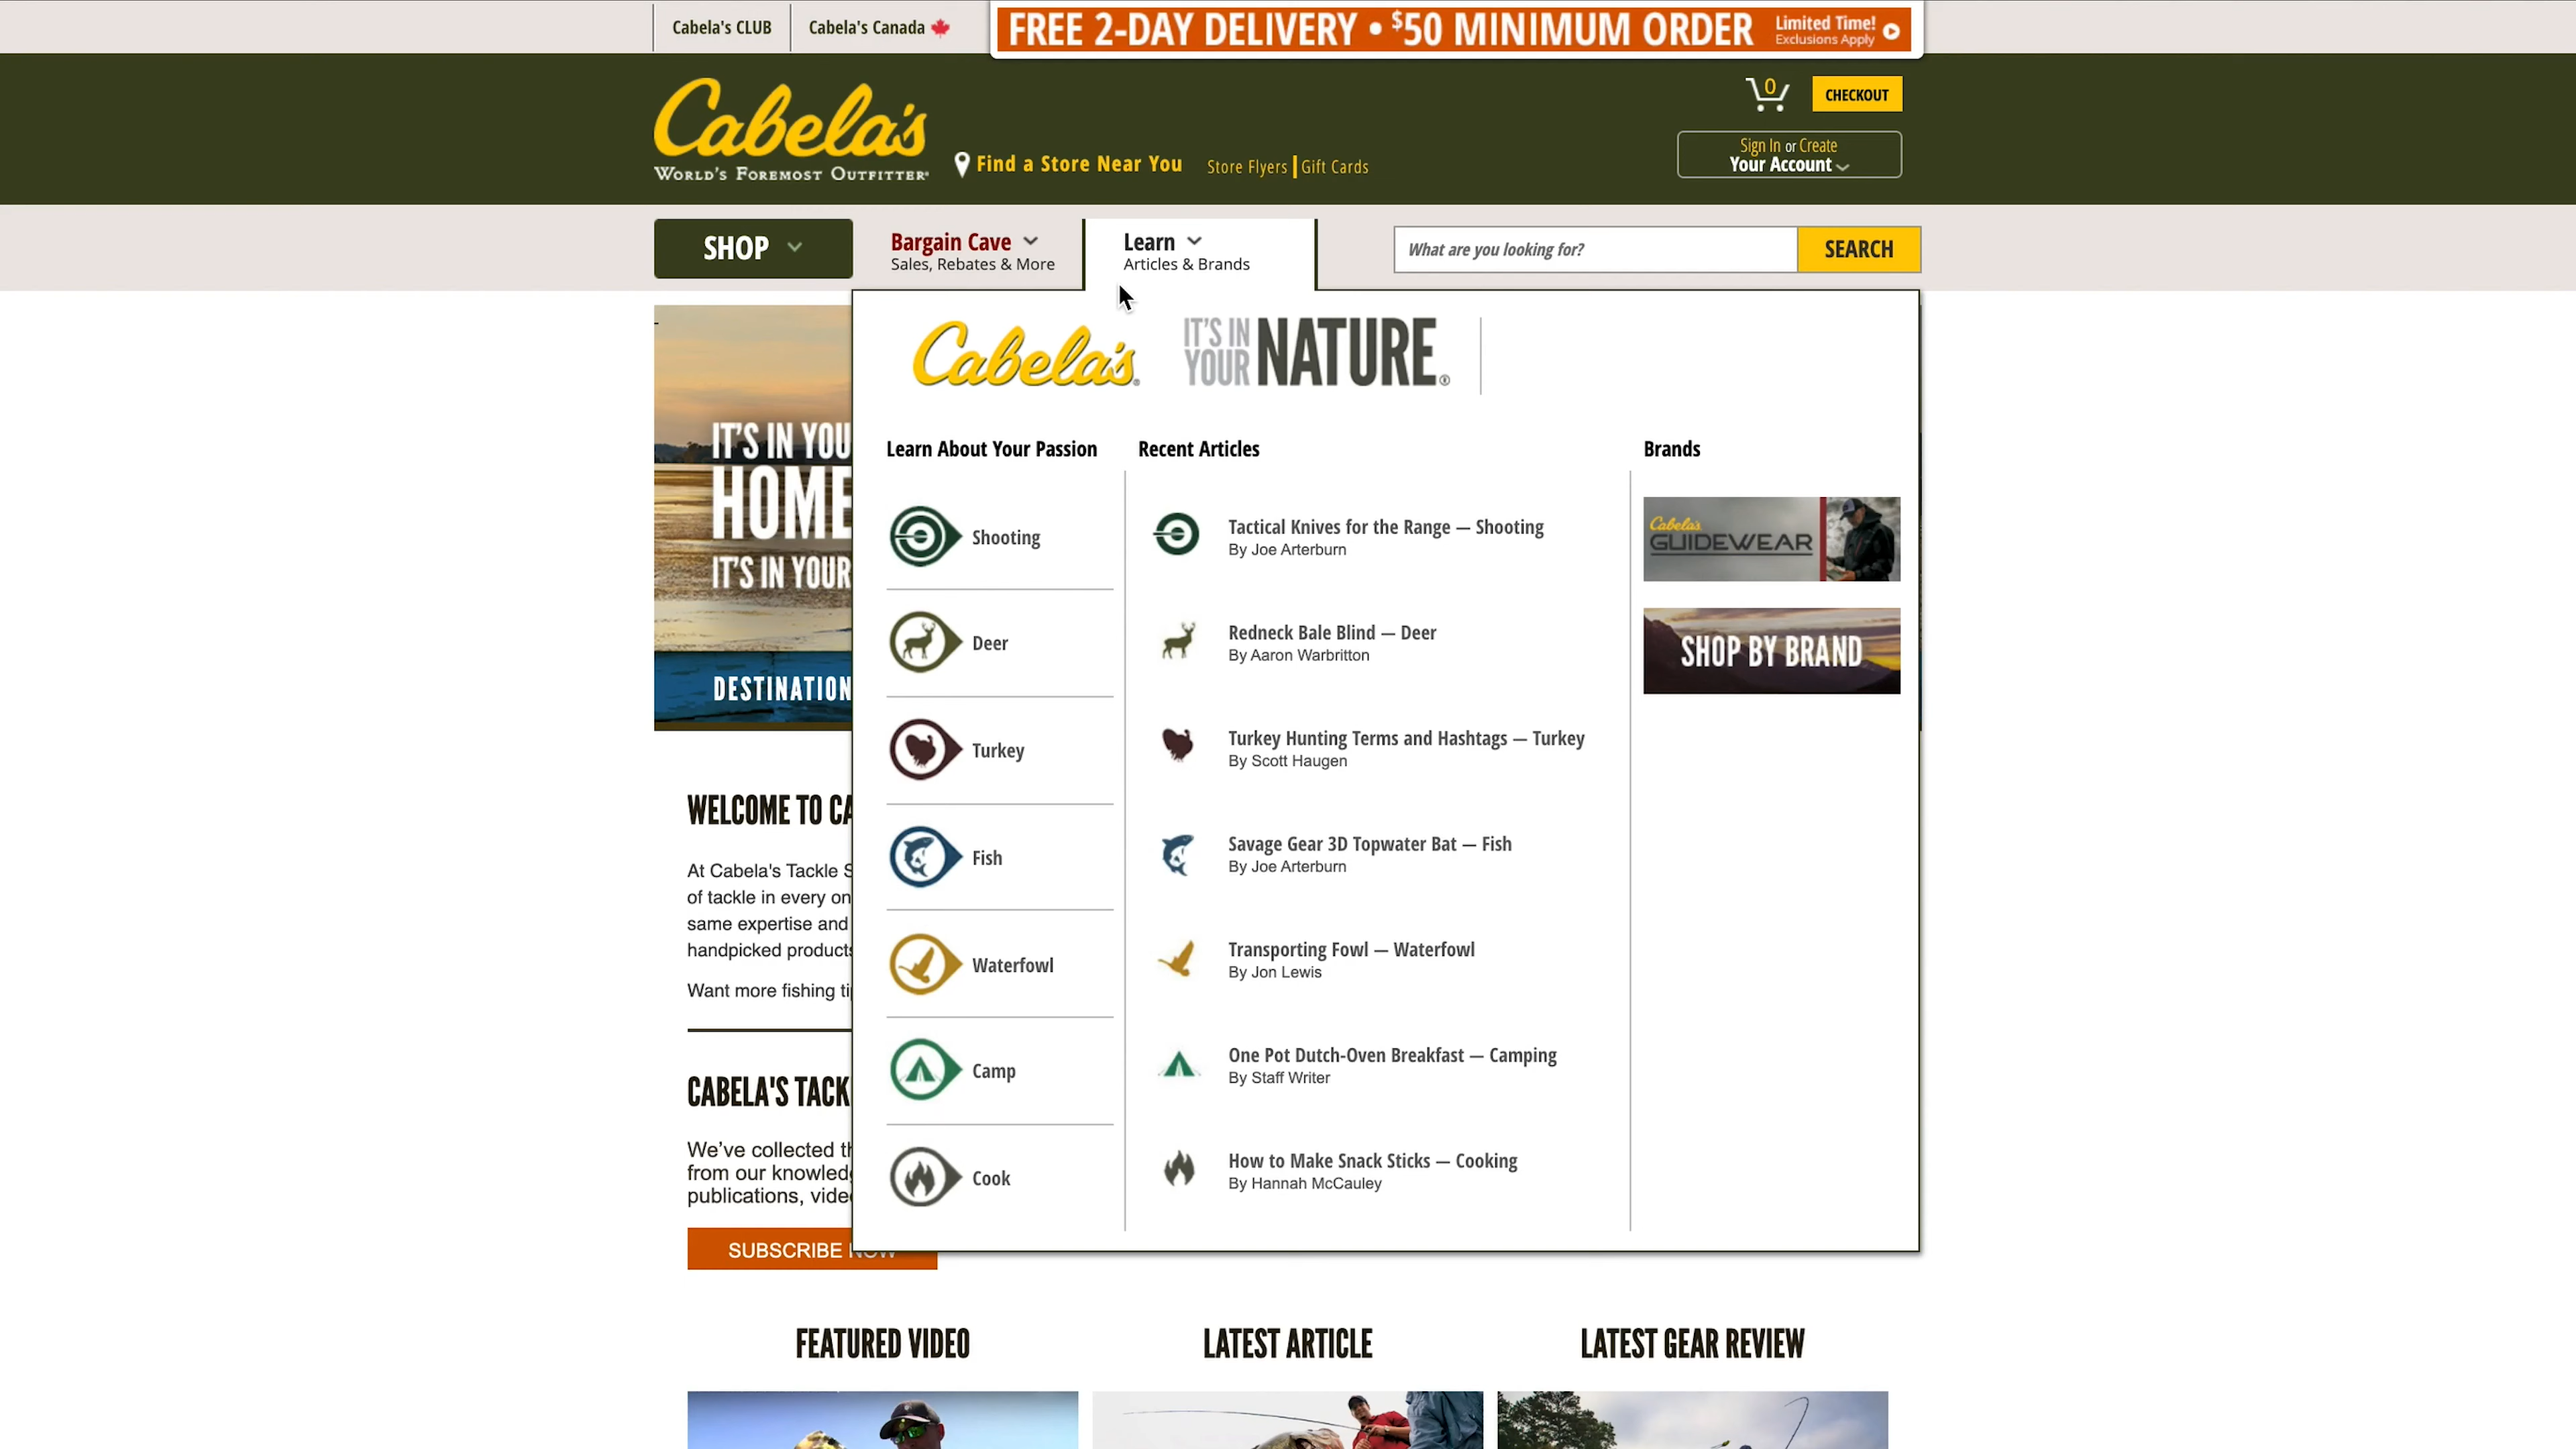 Cabela's CLUB
Cabela's Canada
FREE 2-DAY DELIVERY • $50 MINIMUM ORDER
Limited Time!
Exclusions Apply
Cabela's
WORLD'S FOREMOST OUTFITTER
Find a Store Near You
Store Flyers
Gift Cards
0
CHECKOUT
Sign In or Create
Your Account
SHOP
Bargain Cave
Sales, Rebates & More
Learn
Articles & Brands
What are you looking for?
SEARCH
Cabela's®
IT'S IN YOUR NATURE®
IT'S IN YOU
HOME
IT'S IN YOUR
DESTINATION
Learn About Your Passion
Shooting
Deer
Turkey
Fish
Waterfowl
Camp
Cook
Recent Articles
Tactical Knives for the Range — Shooting
By Joe Arterburn
Redneck Bale Blind — Deer
By Aaron Warbritton
Turkey Hunting Terms and Hashtags — Turkey
By Scott Haugen
Savage Gear 3D Topwater Bat — Fish
By Joe Arterburn
Transporting Fowl — Waterfowl
By Jon Lewis
One Pot Dutch-Oven Breakfast — Camping
By Staff Writer
How to Make Snack Sticks — Cooking
By Hannah McCauley
Brands
Cabela's
GUIDEWEAR
SHOP BY BRAND
WELCOME TO CA
At Cabela's Tackle S
of tackle in every on
same expertise and
handpicked products
Want more fishing ti
CABELA'S TACK
We've collected th
from our knowledg
publications, vide
SUBSCRIBE NOW
FEATURED VIDEO
LATEST ARTICLE
LATEST GEAR REVIEW